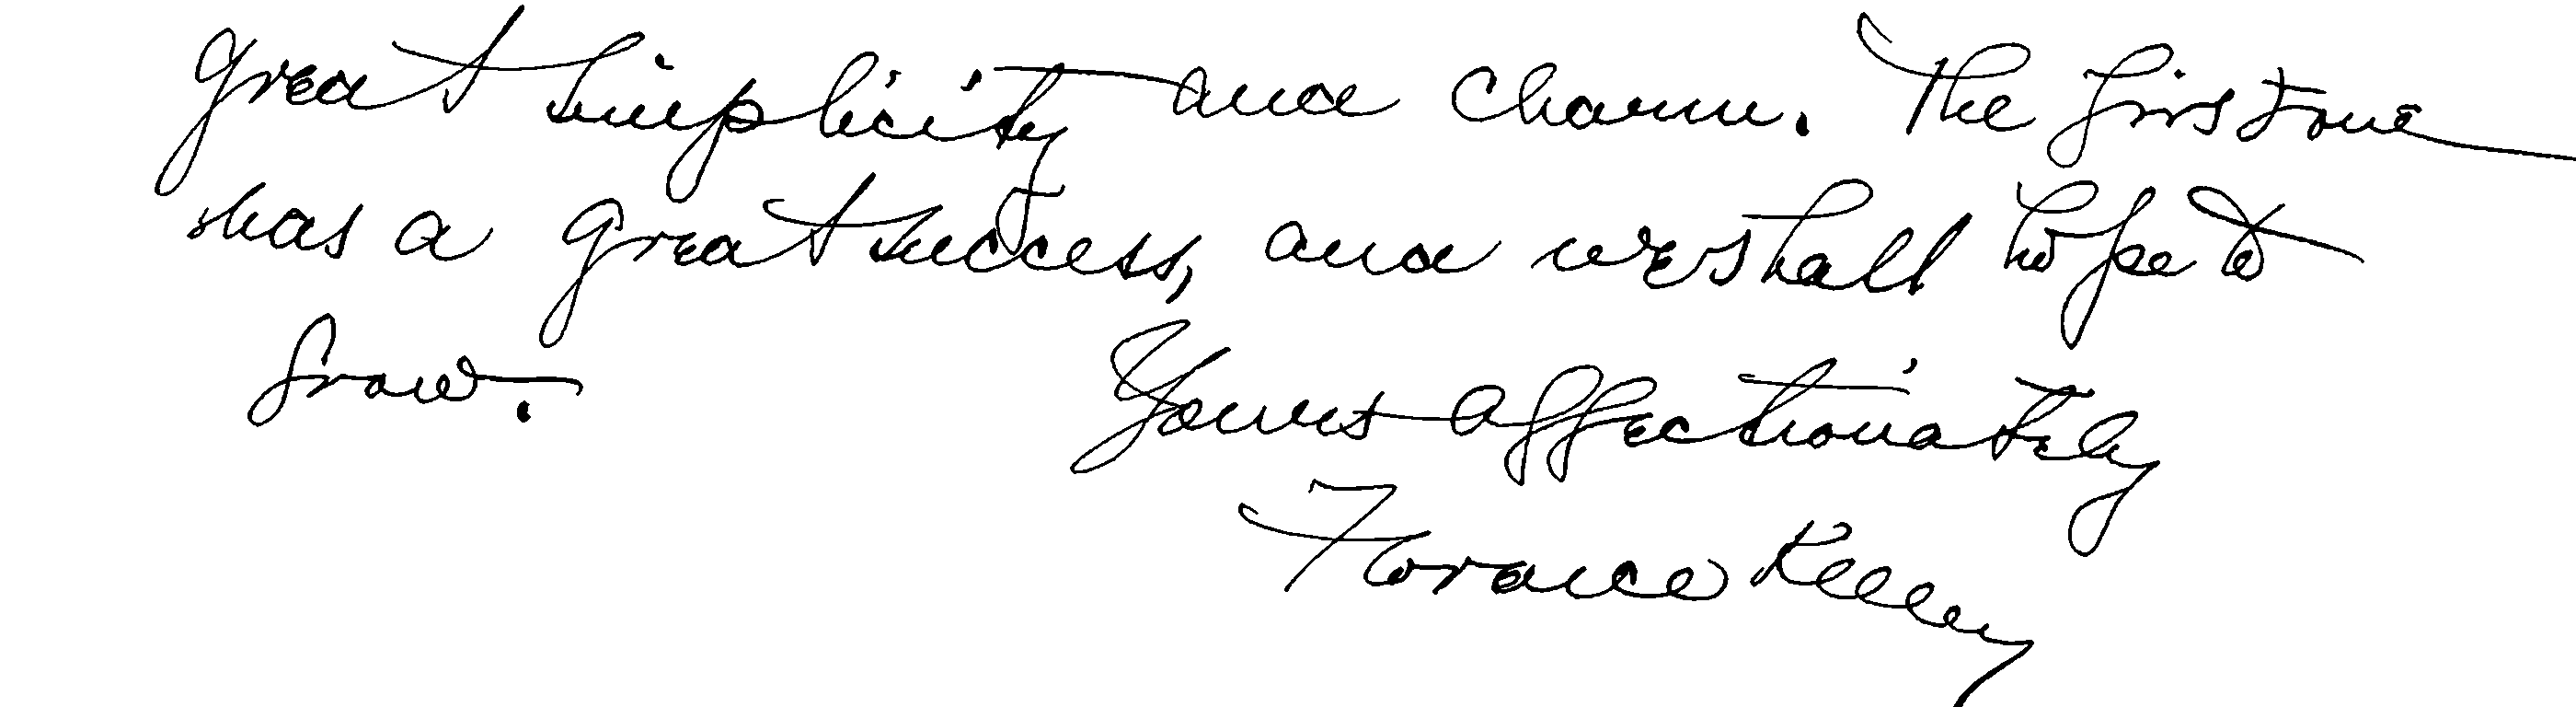 great simplicity and charm. The first one
was a great success, and we shall hope to
grow.
Yours affectionately
Florence Kelley